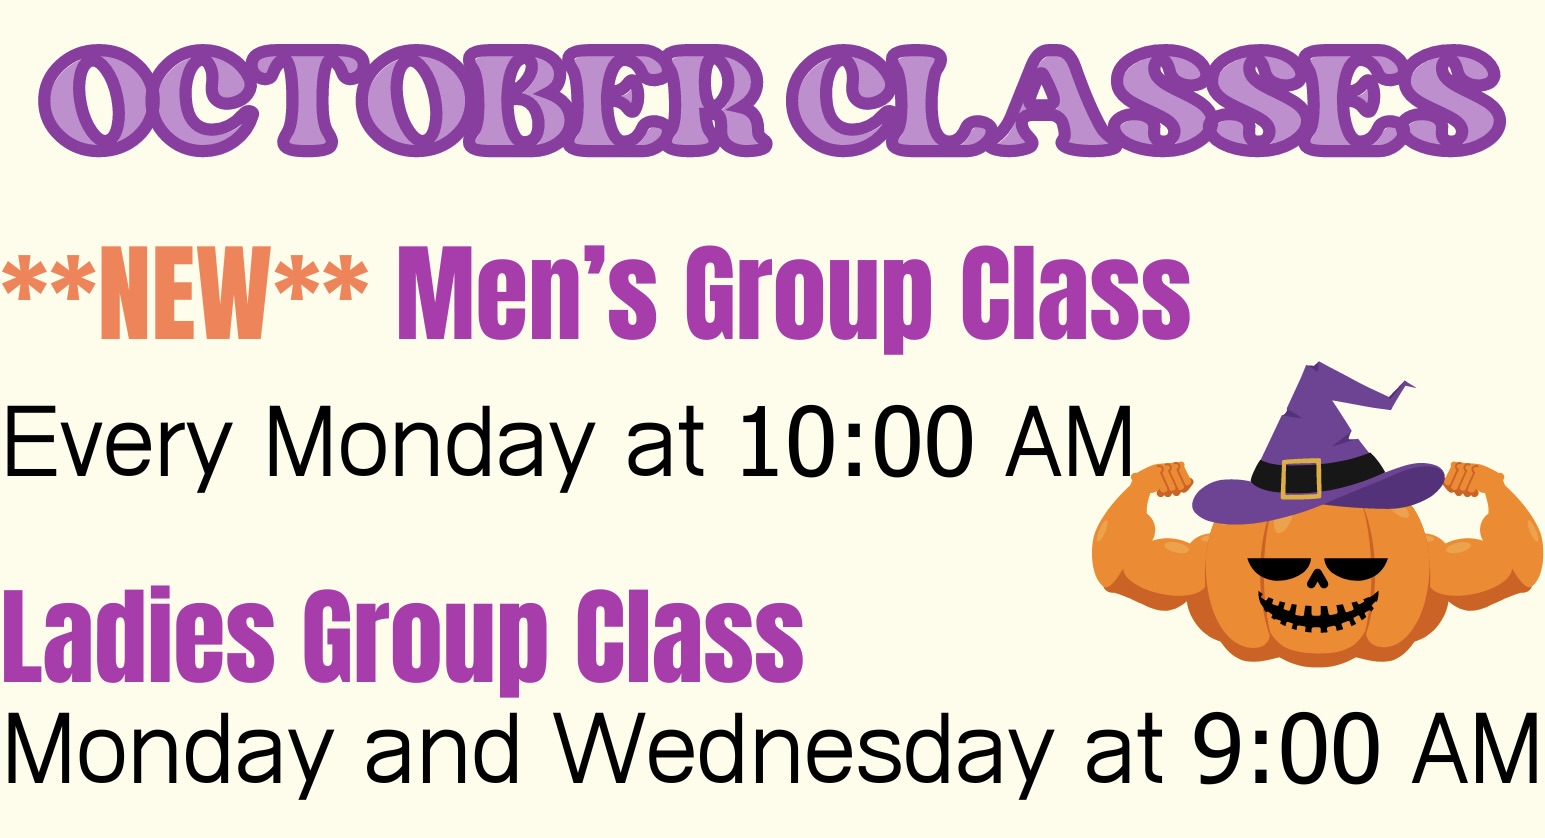 OCTOBER CLASSES
**NEW** Men’s Group Class
Every Monday at 10:00 AM
Ladies Group Class
Monday and Wednesday at 9:00 AM